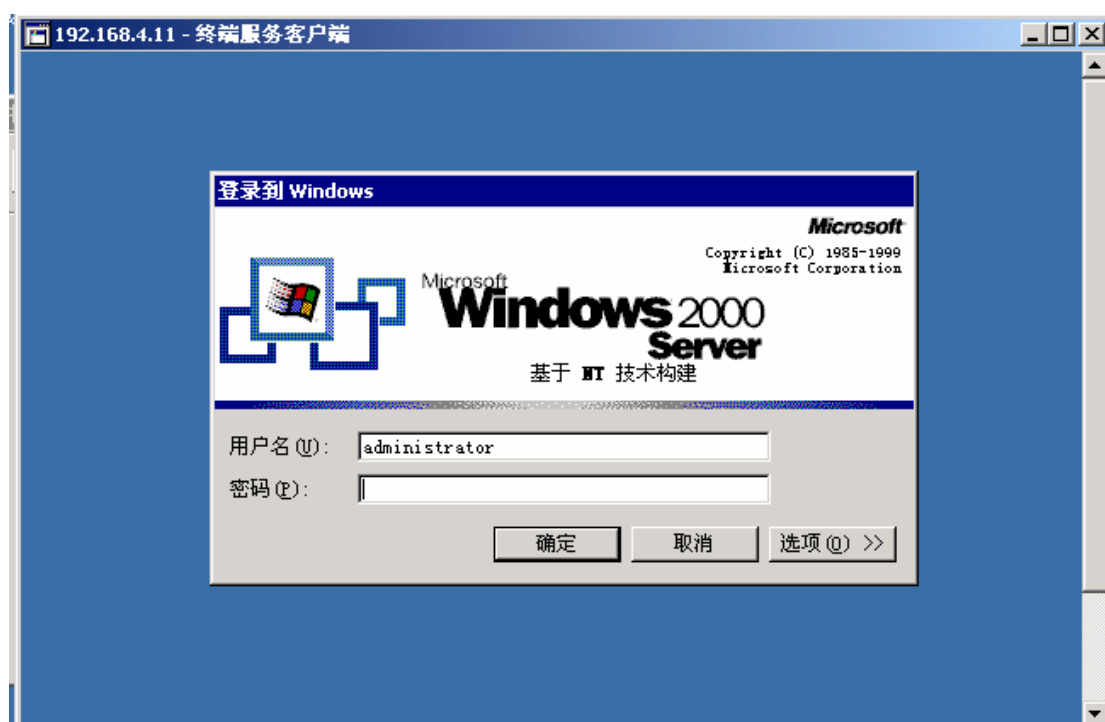 192.168.4.11 - 终端服务客户端
登录到 Windows
Microsoft
Copyright (C) 1985-1999
Microsoft Corporation
Microsoft
Windows 2000
Server
基于 NT 技术构建
用户名(U): administrator
密码(P):
确定 取消 选项(O) >>